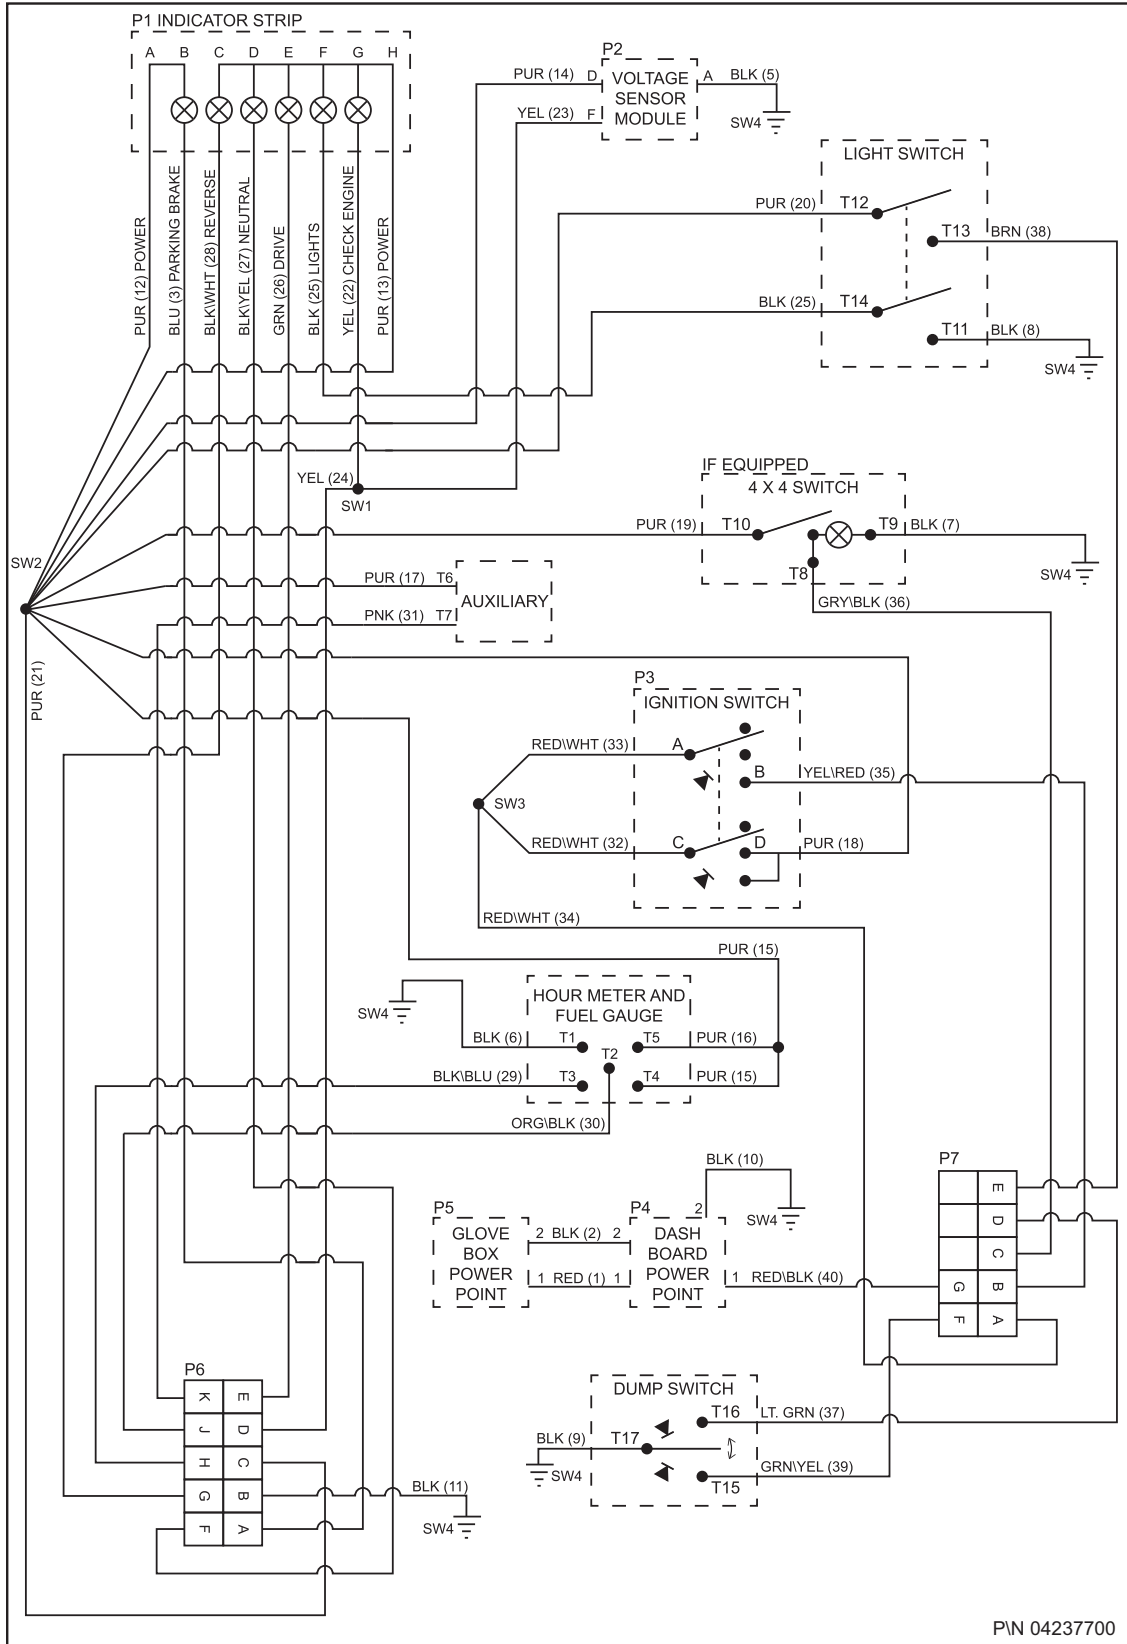 P1 INDICATOR STRIP
A B C D E F G H
PUR (12) POWER
BLU (3) PARKING BRAKE
BLK\WHT (28) REVERSE
BLK\YEL (27) NEUTRAL
GRN (26) DRIVE
BLK (25) LIGHTS
YEL (22) CHECK ENGINE
PUR (13) POWER
P2
PUR (14) D
VOLTAGE
SENSOR
MODULE
A BLK (5)
YEL (23) F
SW4
LIGHT SWITCH
PUR (20) T12
T13 BRN (38)
BLK (25) T14
T11 BLK (8)
SW4
YEL (24)
SW1
IF EQUIPPED
4 X 4 SWITCH
PUR (19) T10
T9 BLK (7)
T8
SW4
GRY\BLK (36)
SW2
PUR (17) T6
AUXILIARY
PNK (31) T7
PUR (21)
P3
IGNITION SWITCH
RED\WHT (33) A
B YEL\RED (35)
SW3
RED\WHT (32) C
D PUR (18)
RED\WHT (34)
PUR (15)
HOUR METER AND
FUEL GAUGE
SW4
BLK (6) T1
T2
T5 PUR (16)
BLK\BLU (29) T3
T4 PUR (15)
ORG\BLK (30)
BLK (10)
P7
E
D
C
G B
F A
P5
GLOVE
BOX
POWER
POINT
2 BLK (2) 2
1 RED (1) 1
P4
2
DASH
BOARD
POWER
POINT
SW4
1 RED\BLK (40)
P6
K E
J D
H C
G B
F A
BLK (11)
SW4
DUMP SWITCH
T16 LT. GRN (37)
BLK (9) T17
SW4
T15 GRN\YEL (39)
P\N 04237700